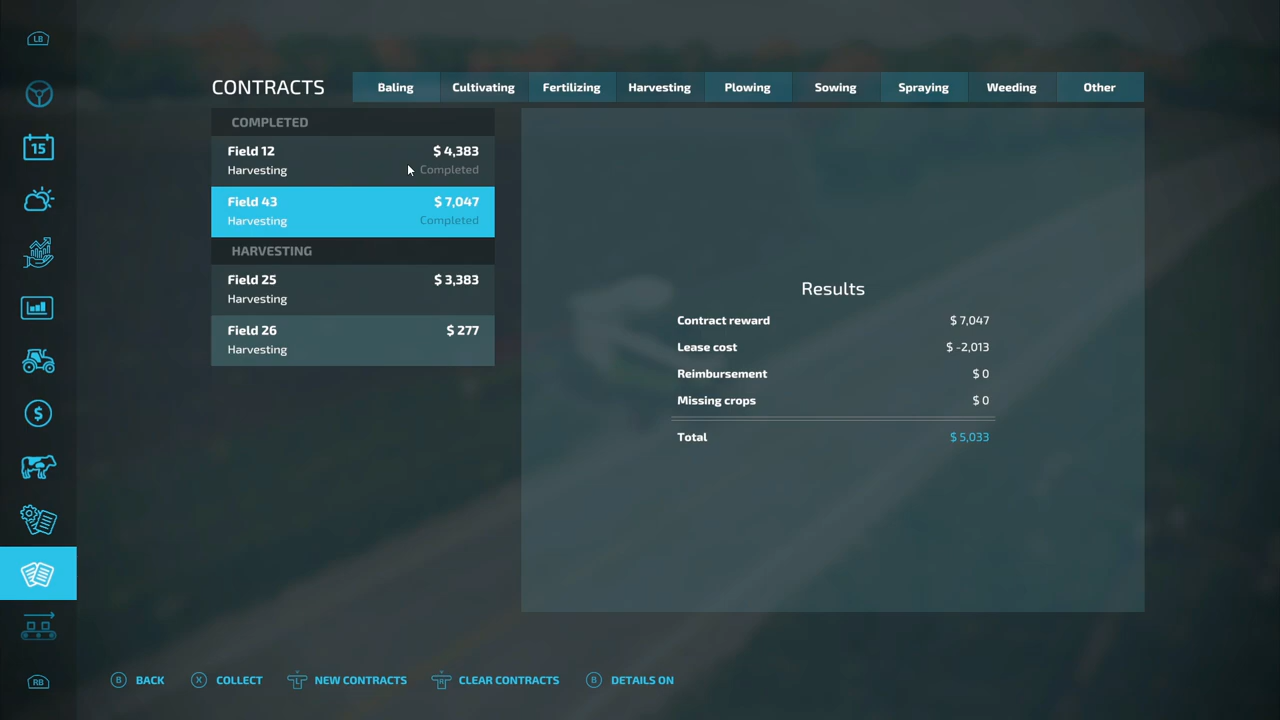 LB
CONTRACTS
Baling
Cultivating
Fertilizing
Harvesting
Plowing
Sowing
Spraying
Weeding
Other
15
COMPLETED
Field 12 $ 4,383
Harvesting Completed
Field 43 $ 7,047
Harvesting Completed
HARVESTING
Field 25 $ 3,383
Harvesting
Field 26 $ 277
Harvesting
Results
Contract reward $ 7,047
Lease cost $ -2,013
Reimbursement $ 0
Missing crops $ 0
Total $ 5,033
$
RB
B BACK X COLLECT L NEW CONTRACTS R CLEAR CONTRACTS B DETAILS ON